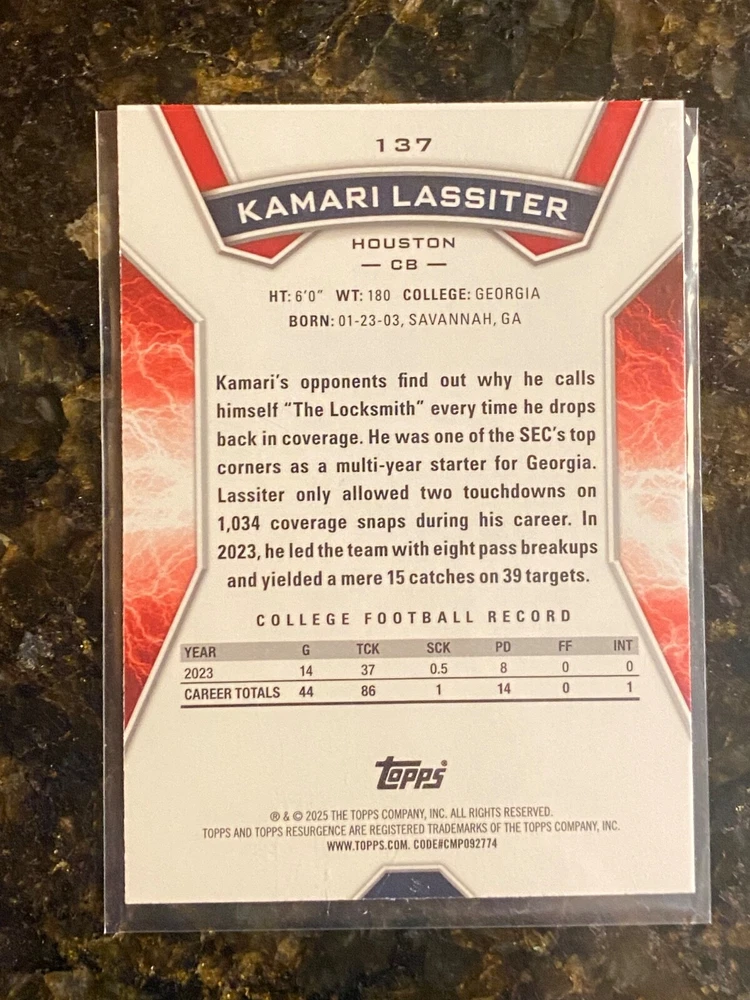 137
KAMARI LASSITER
HOUSTON
— CB —
HT: 6'0" WT: 180 COLLEGE: GEORGIA
BORN: 01-23-03, SAVANNAH, GA
Kamari's opponents find out why he calls
himself "The Locksmith" every time he drops
back in coverage. He was one of the SEC's top
corners as a multi-year starter for Georgia.
Lassiter only allowed two touchdowns on
1,034 coverage snaps during his career. In
2023, he led the team with eight pass breakups
and yielded a mere 15 catches on 39 targets.
COLLEGE FOOTBALL RECORD
YEAR G TCK SCK PD FF INT
2023 14 37 0.5 8 0 0
CAREER TOTALS 44 86 1 14 0 1
Topps®
® & © 2025 THE TOPPS COMPANY, INC. ALL RIGHTS RESERVED.
TOPPS AND TOPPS RESURGENCE ARE REGISTERED TRADEMARKS OF THE TOPPS COMPANY, INC.
WWW.TOPPS.COM. CODE#CMP092774